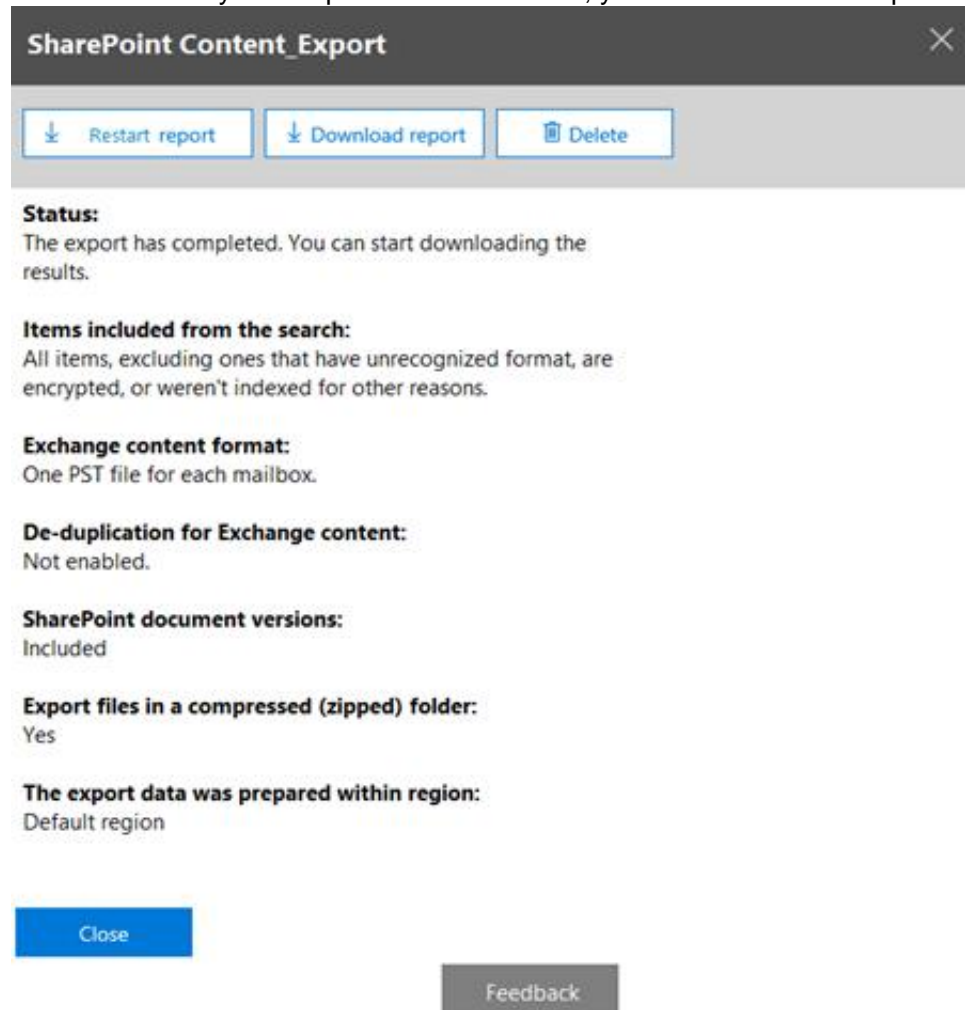 SharePoint Content_Export
Restart report
Download report
Delete
Status:
The export has completed. You can start downloading the
results.
Items included from the search:
All items, excluding ones that have unrecognized format, are
encrypted, or weren't indexed for other reasons.
Exchange content format:
One PST file for each mailbox.
De-duplication for Exchange content:
Not enabled.
SharePoint document versions:
Included
Export files in a compressed (zipped) folder:
Yes
The export data was prepared within region:
Default region
Close
Feedback